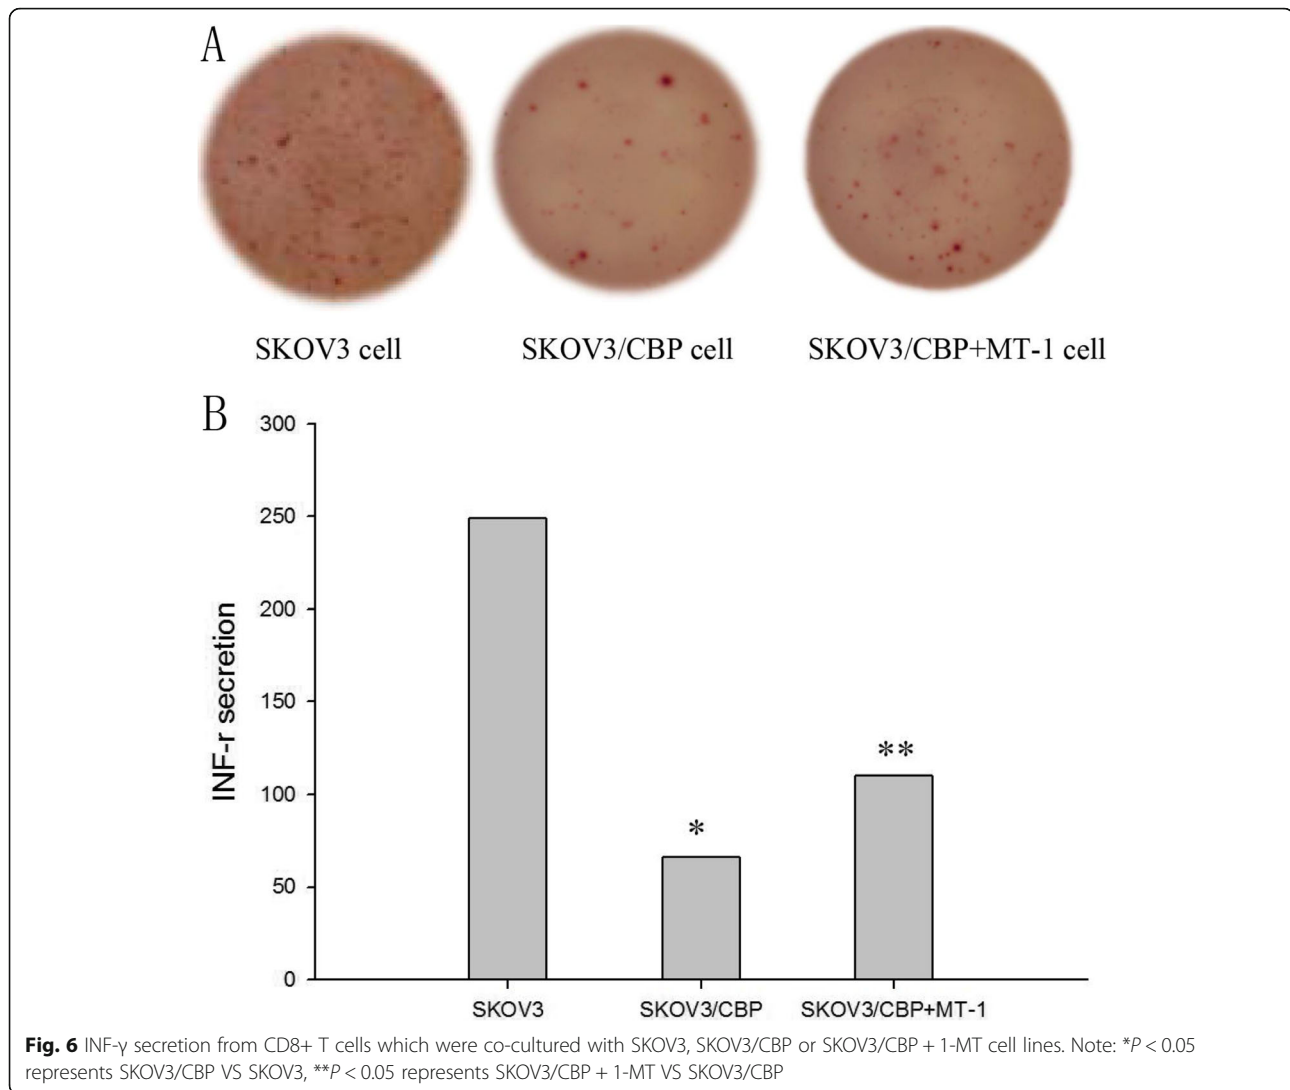 A
SKOV3 cell SKOV3/CBP cell SKOV3/CBP+MT-1 cell
B
300
250
200
150
100
50
0
INF-r secretion
*
**
SKOV3 SKOV3/CBP SKOV3/CBP+MT-1
Fig. 6 INF-γ secretion from CD8+ T cells which were co-cultured with SKOV3, SKOV3/CBP or SKOV3/CBP + 1-MT cell lines. Note: *P < 0.05
represents SKOV3/CBP VS SKOV3, **P < 0.05 represents SKOV3/CBP + 1-MT VS SKOV3/CBP